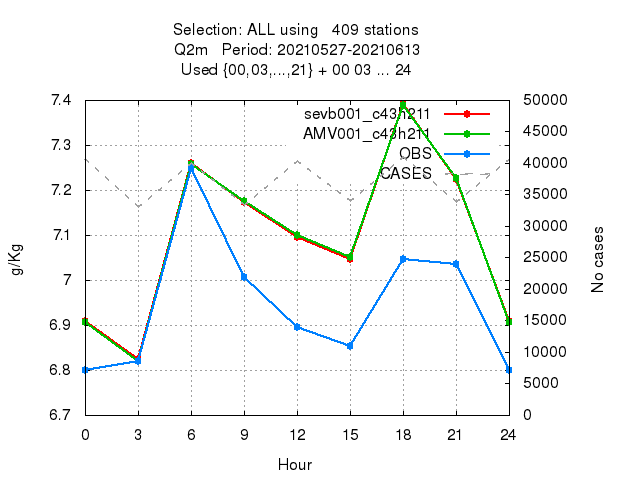 Selection: ALL using 409 stations
Q2m Period: 20210527-20210613
Used {00,03,...,21} + 00 03 ... 24
7.4
7.3
7.2
7.1
7
6.9
6.8
6.7
50000
45000
40000
35000
30000
25000
20000
15000
10000
5000
0
sevb001_c43h211
AMV001_c43h211
OBS
CASES
g/Kg
No cases
0 3 6 9 12 15 18 21 24
Hour